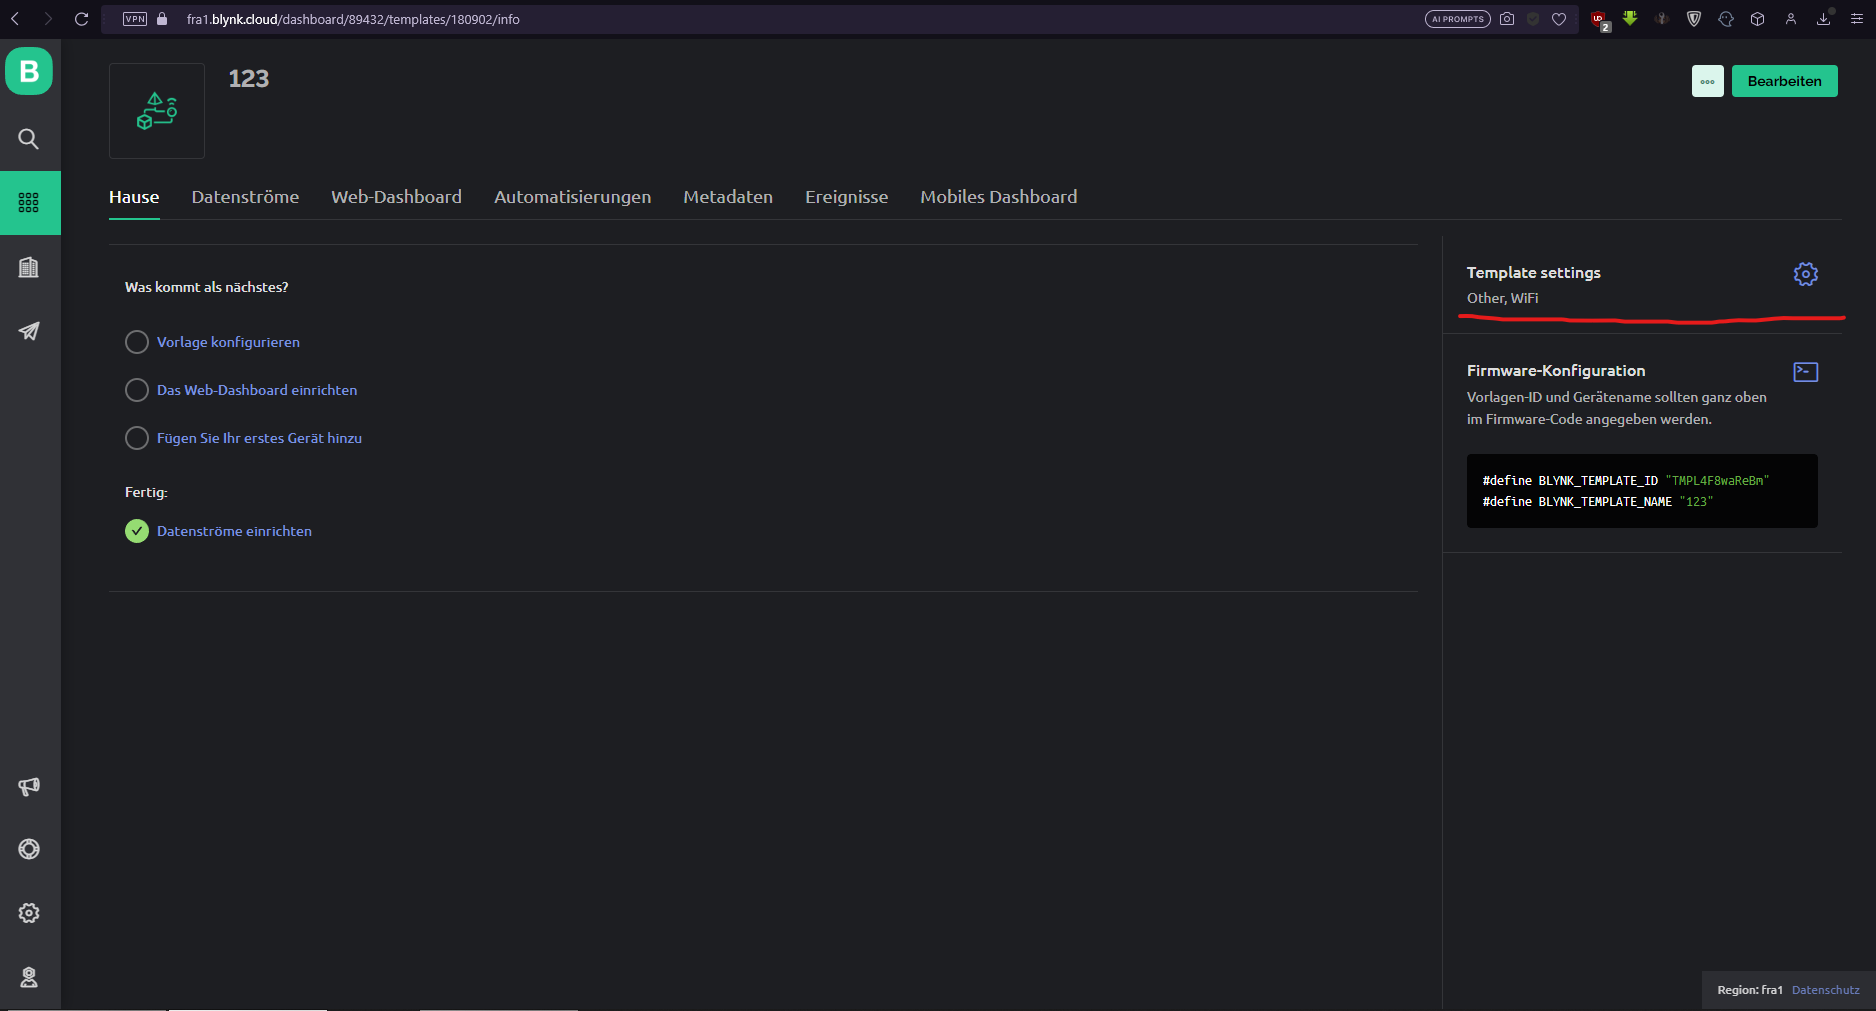 VPN
fra1.blynk.cloud/dashboard/89432/templates/180902/info
AI PROMPTS
2
B
123
Bearbeiten
Hause
Datenströme
Web-Dashboard
Automatisierungen
Metadaten
Ereignisse
Mobiles Dashboard
Was kommt als nächstes?
Vorlage konfigurieren
Das Web-Dashboard einrichten
Fügen Sie Ihr erstes Gerät hinzu
Fertig:
Datenströme einrichten
Template settings
Other, WiFi
Firmware-Konfiguration
Vorlagen-ID und Gerätename sollten ganz oben
im Firmware-Code angegeben werden.
#define BLYNK_TEMPLATE_ID "TMPL4F8waReBm"
#define BLYNK_TEMPLATE_NAME "123"
Region: fra1 Datenschutz